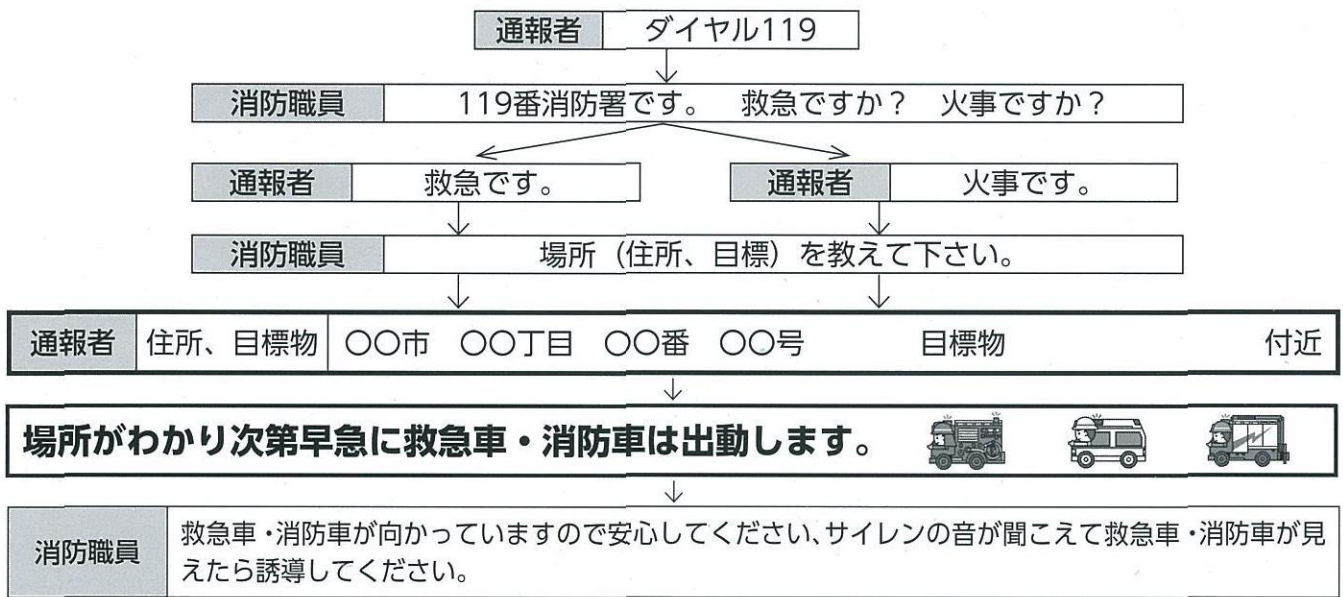 通報者 ダイヤル119
消防職員 119番消防署です。 救急ですか? 火事ですか?
通報者 救急です。 通報者 火事です。
消防職員 場所(住所、目標)を教えて下さい。
通報者 住所、目標物 〇〇市 〇〇丁目 〇〇番 〇〇号 目標物 付近
場所がわかり次第早急に救急車・消防車は出動します。
消防職員 救急車・消防車が向かっていますので安心してください、サイレンの音が聞こえて救急車・消防車が見
えたら誘導してください。